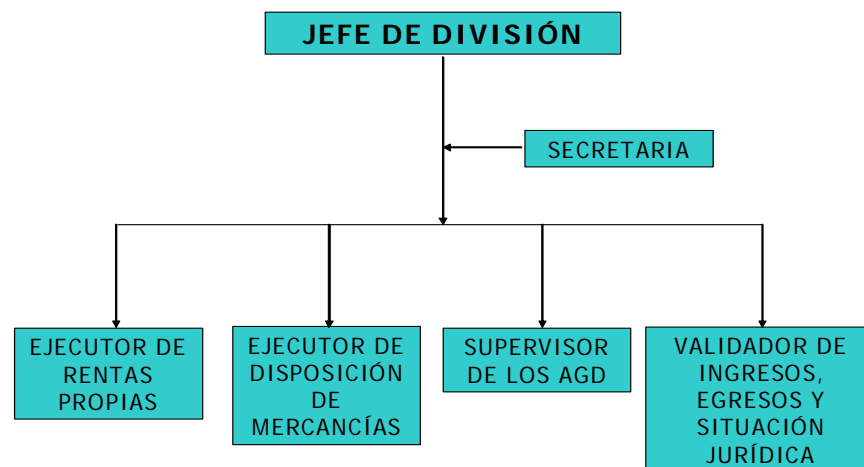 JEFE DE DIVISIÓN
SECRETARIA
EJECUTOR DE
RENTAS
PROPIAS
EJECUTOR DE
DISPOSICIÓN
DE
MERCANCÍAS
SUPERVISOR
DE LOS AGD
VALIDADOR DE
INGRESOS,
EGRESOS Y
SITUACIÓN
JURÍDICA